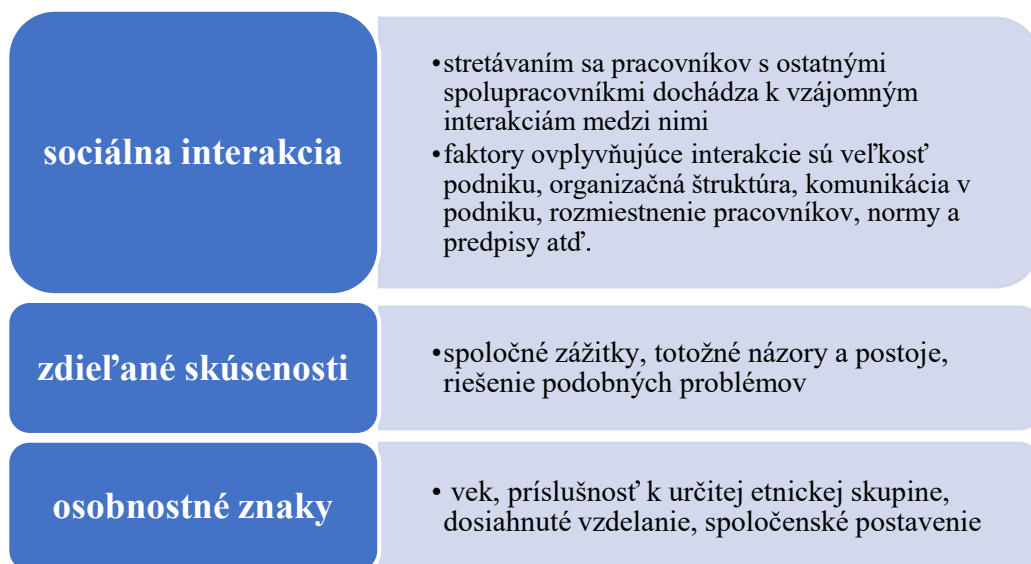 sociálna interakcia
•stretávaním sa pracovníkov s ostatnými
spolupracovníkmi dochádza k vzájomným
interakciám medzi nimi
•faktory ovplyvňujúce interakcie sú veľkosť
podniku, organizačná štruktúra, komunikácia v
podniku, rozmiestnenie pracovníkov, normy a
predpisy atď.
zdieľané skúsenosti
•spoločné zážitky, totožné názory a postoje,
riešenie podobných problémov
osobnostné znaky
• vek, príslušnosť k určitej etnickej skupine,
dosiahnuté vzdelanie, spoločenské postavenie